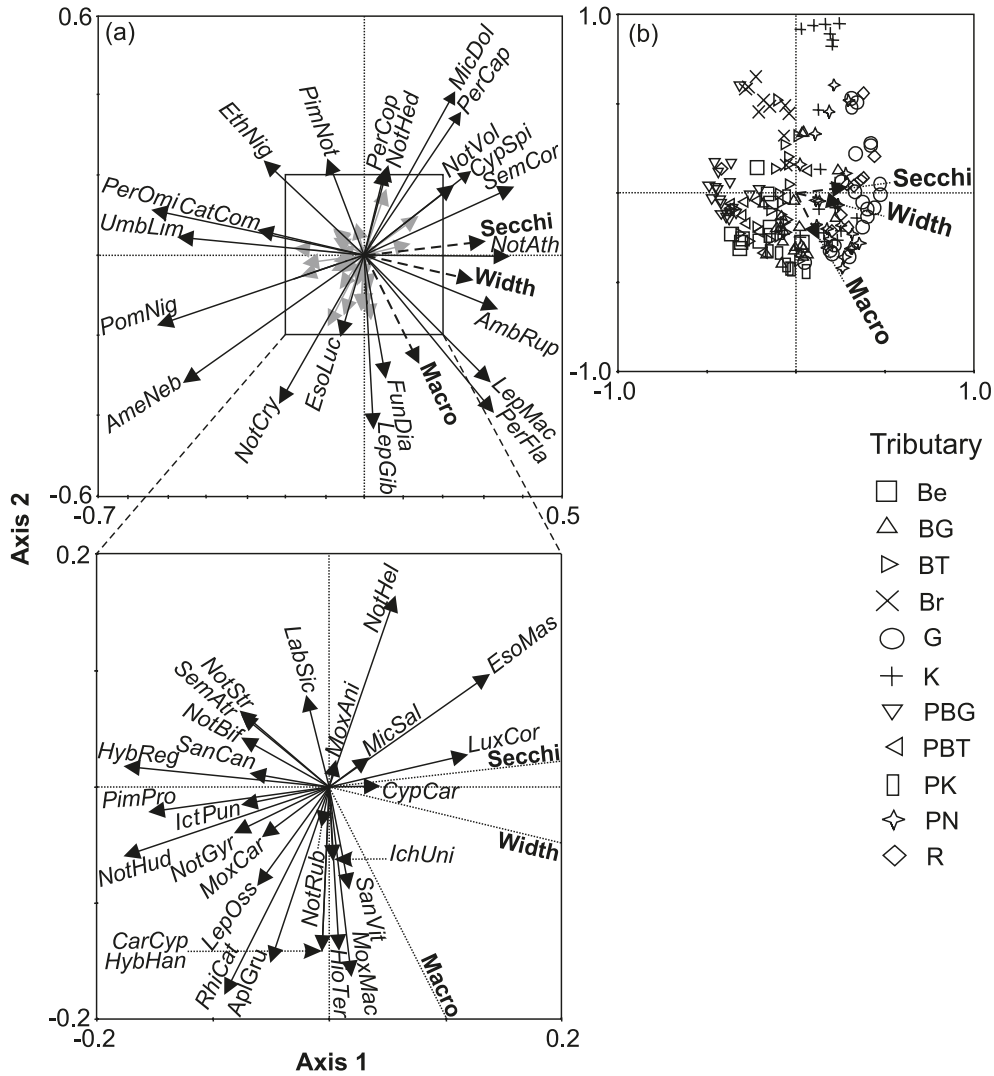 0.6
(a)
MicDol
PerCap
PimNot
PerCop
NotHed
EthNig
NotVol
CypSpi
SemCor
PerOmi
CatCom
UmbLim
Secchi
NotAth
Width
PomNig
AmbRup
AmeNeb
NotCry
EsoLuc
FunDia
LepGib
Macro
LepMac
PerFla
-0.6
-0.7
0.5
1.0
(b)
Secchi
Width
Macro
-1.0
-1.0
1.0
Tributary
Be
BG
BT
Br
G
K
PBG
PBT
PK
PN
R
Axis 2
0.2
NotHel
EsoMas
LabSic
NotStr
SemAtr
NotBif
MoxAni
MicSal
LuxCor
Secchi
HybReg
SanCan
CypCar
PimPro
IctPun
Width
NotHud
NotGyr
MoxCar
NotRub
IchUni
LepOss
SanVit
CarCyp
HybHan
RhiCat
AplGru
HioTer
MoxMac
Macro
-0.2
-0.2
0.2
Axis 1